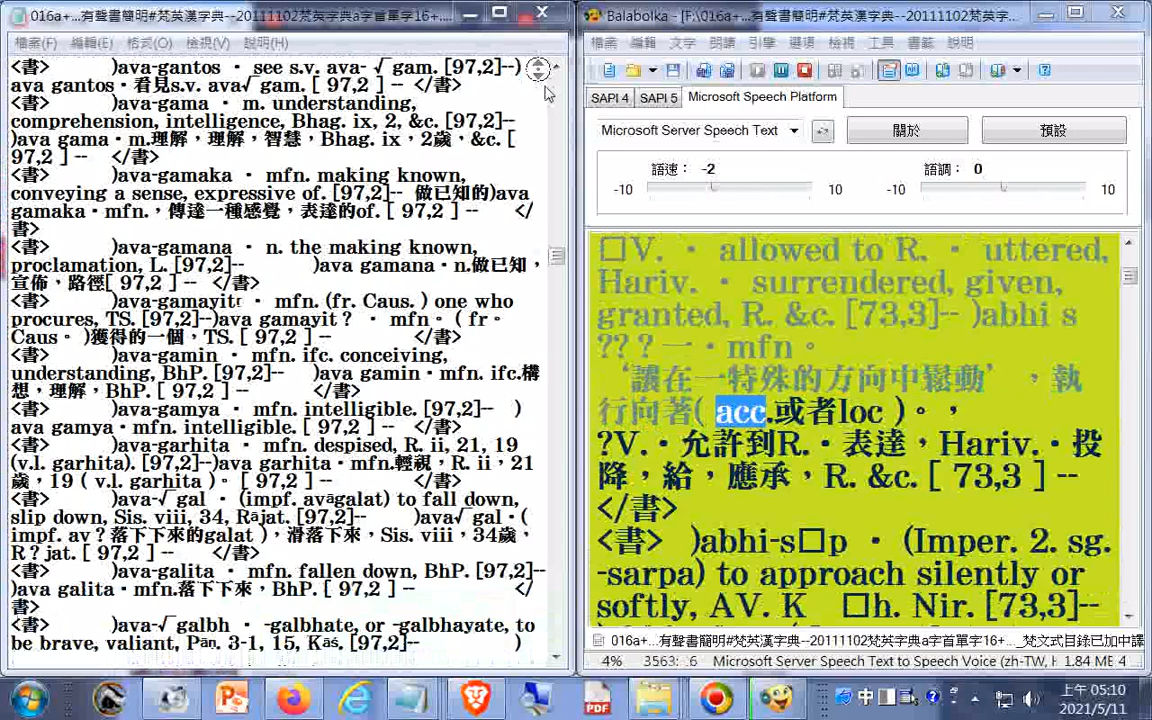 有聲書簡明#梵英漢字典--20111102梵英字典a字首單字16+...
檔案(F) 編輯(E) 格式(O) 檢視(V) 說明(H)
<書> )ava-gantos · see s.v. ava- √gam. [97,2]--)
ava gantos·看見s.v. ava√gam. [ 97,2 ] -- </書>
<書> )ava-gama · m. understanding,
comprehension, intelligence, Bhag. ix, 2, &c. [97,2]--
)ava gama·m.理解，理解，智慧，Bhag. ix，2歲，&c. [
97,2 ] -- </書>
<書> )ava-gamaka · mfn. making known,
conveying a sense, expressive of. [97,2]-- 做已知的)ava
gamaka·mfn.，傳達一種感覺，表達的of. [ 97,2 ] -- </
書>
<書> )ava-gamana · n. the making known,
proclamation, L. [97,2]-- )ava gamana·n.做已知，
宣佈，路徑[ 97,2 ] -- </書>
<書> )ava-gamayitṛ · mfn. (fr. Caus. ) one who
procures, TS. [97,2]--)ava gamayit ? · mfn。 ( fr。
Caus。 )獲得的一個，TS. [ 97,2 ] -- </書>
<書> )ava-gamin · mfn. ifc. conceiving,
understanding, BhP. [97,2]-- )ava gamin·mfn. ifc.構
想，理解，BhP. [ 97,2 ] -- </書>
<書> )ava-gamya · mfn. intelligible. [97,2]-- )
ava gamya·mfn. intelligible. [ 97,2 ] -- </書>
<書> )ava-garhita · mfn. despised, R. ii, 21, 19
(v.l. garhita). [97,2]--)ava garhita·mfn.輕視，R. ii，21
歲，19 ( v.l. garhita )。 [ 97,2 ] -- </書>
<書> )ava-√gal · (impf. avāgalat) to fall down,
slip down, Sis. viii, 34, Rājat. [97,2]-- )ava√gal·(
impf. av？落下下來的galat )，滑落下來，Sis. viii，34歲，
R？jat. [ 97,2 ] -- </書>
<書> )ava-galita · mfn. fallen down, BhP. [97,2]--
)ava galita·mfn.落下下來，BhP. [ 97,2 ] -- </
書>
<書> )ava-√galbh · -galbhate, or -galbhayate, to
be brave, valiant, Pāṇ. 3-1, 15, Kāś. [97,2]-- )
Balabolka - [F:\016a+...有聲書簡明#梵英漢字典--20111102梵英字...
檔案 編輯 文字 朗讀 引擎 選項 檢視 工具 書籤 說明
SAPI 4 SAPI 5 Microsoft Speech Platform
Microsoft Server Speech Text 關於 預設
語速： -2 語調： 0
-10 10 -10 10
□V. · allowed to R. · uttered,
Hariv. · surrendered, given,
granted, R. &c. [73,3]-- )abhi s
?? ? 一·mfn。
‘讓在一特殊的方向中鬆動’，執
行向著( acc.或者loc )。，
?V.·允許到R.·表達，Hariv.·投
降，給，應承，R. &c. [ 73,3 ] --
</書>
<書> )abhi-s□p · (Imper. 2. sg.
-sarpa) to approach silently or
softly, AV. K □h. Nir. [73,3]--
016a+...有聲書簡明#梵英漢字典--20111102梵英字典a字首單字16+..._梵文式目錄已加中譯
4% 3563: 6 Microsoft Server Speech Text to Speech Voice (zh-TW, H 1.84 ME 4
中
上午 05:10
2021/5/11